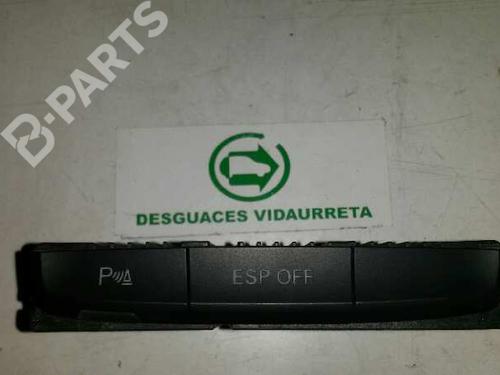 B-PARTS
DESGUACES VIDAURRETA
P
ESP OFF